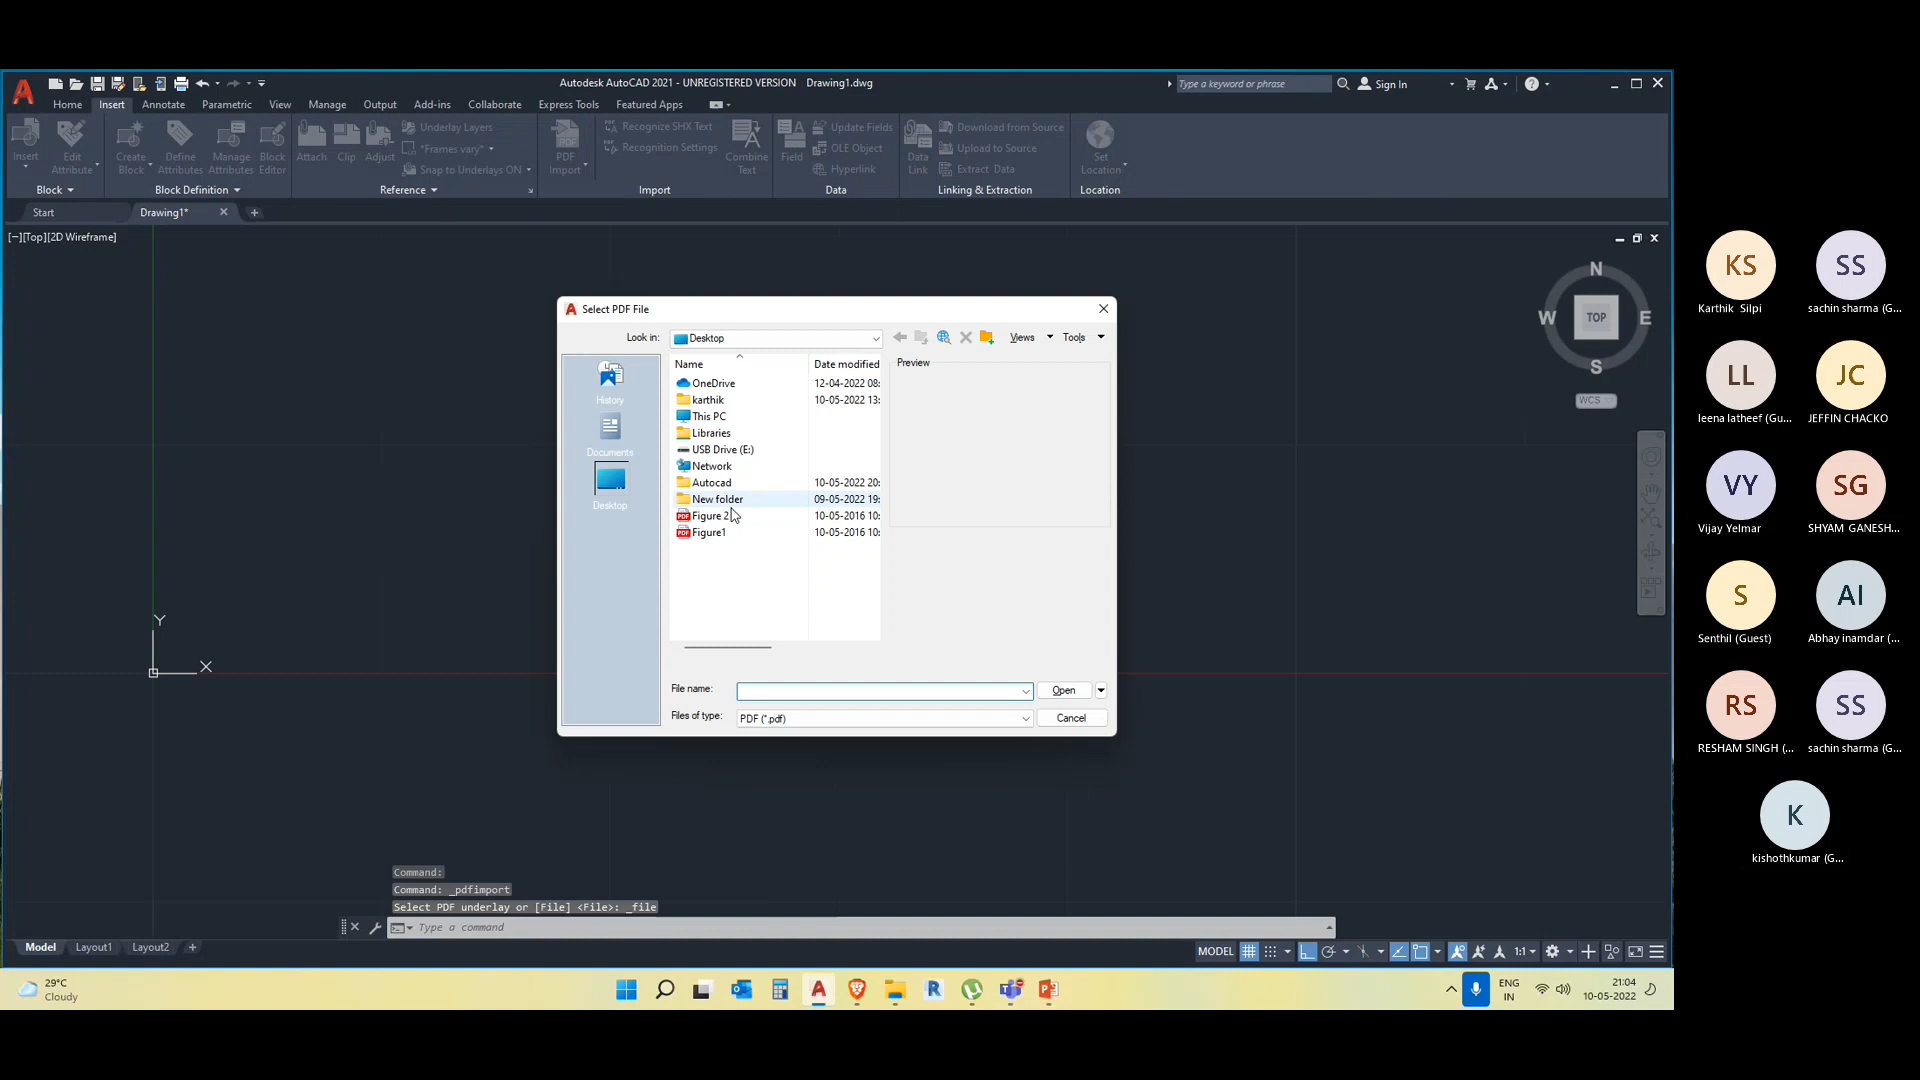 Autodesk AutoCAD 2021 - UNREGISTERED VERSION Drawing1.dwg
Type a keyword or phrase
Sign In
Home Insert Annotate Parametric View Manage Output Add-ins Collaborate Express Tools Featured Apps
Insert
Edit Attribute
Create Block
Define Attributes
Manage Attributes
Block Editor
Attach
Clip
Adjust
Underlay Layers
*Frames vary*
Snap to Underlays ON
PDF Import
Recognize SHX Text
Recognition Settings
Combine Text
Field
Update Fields
OLE Object
Hyperlink
Data Link
Download from Source
Upload to Source
Extract Data
Set Location
Block Block Definition Reference Import Data Linking & Extraction Location
Start Drawing1*
[−][Top][2D Wireframe]
N
W TOP E
S
WCS
Select PDF File
Look in: Desktop
Views Tools
Name Date modified
Preview
History
Documents
Desktop
OneDrive 12-04-2022 08:
karthik 10-05-2022 13:
This PC
Libraries
USB Drive (E:)
Network
Autocad 10-05-2022 20:
New folder 09-05-2022 19:
Figure 2 10-05-2016 10:
Figure1 10-05-2016 10:
File name: Open
Files of type: PDF (*.pdf) Cancel
Y
X
Command:
Command: _pdfimport
Select PDF underlay or [File] <File>: _file
Type a command
Model Layout1 Layout2
MODEL 1:1
29°C
Cloudy
ENG
IN
21:04
10-05-2022
KS
Karthik Silpi
SS
sachin sharma (G...
LL
leena latheef (Gu...
JC
JEFFIN CHACKO
VY
Vijay Yelmar
SG
SHYAM GANESH...
S
Senthil (Guest)
AI
Abhay inamdar (...
RS
RESHAM SINGH (...
SS
sachin sharma (G...
K
kishothkumar (G...